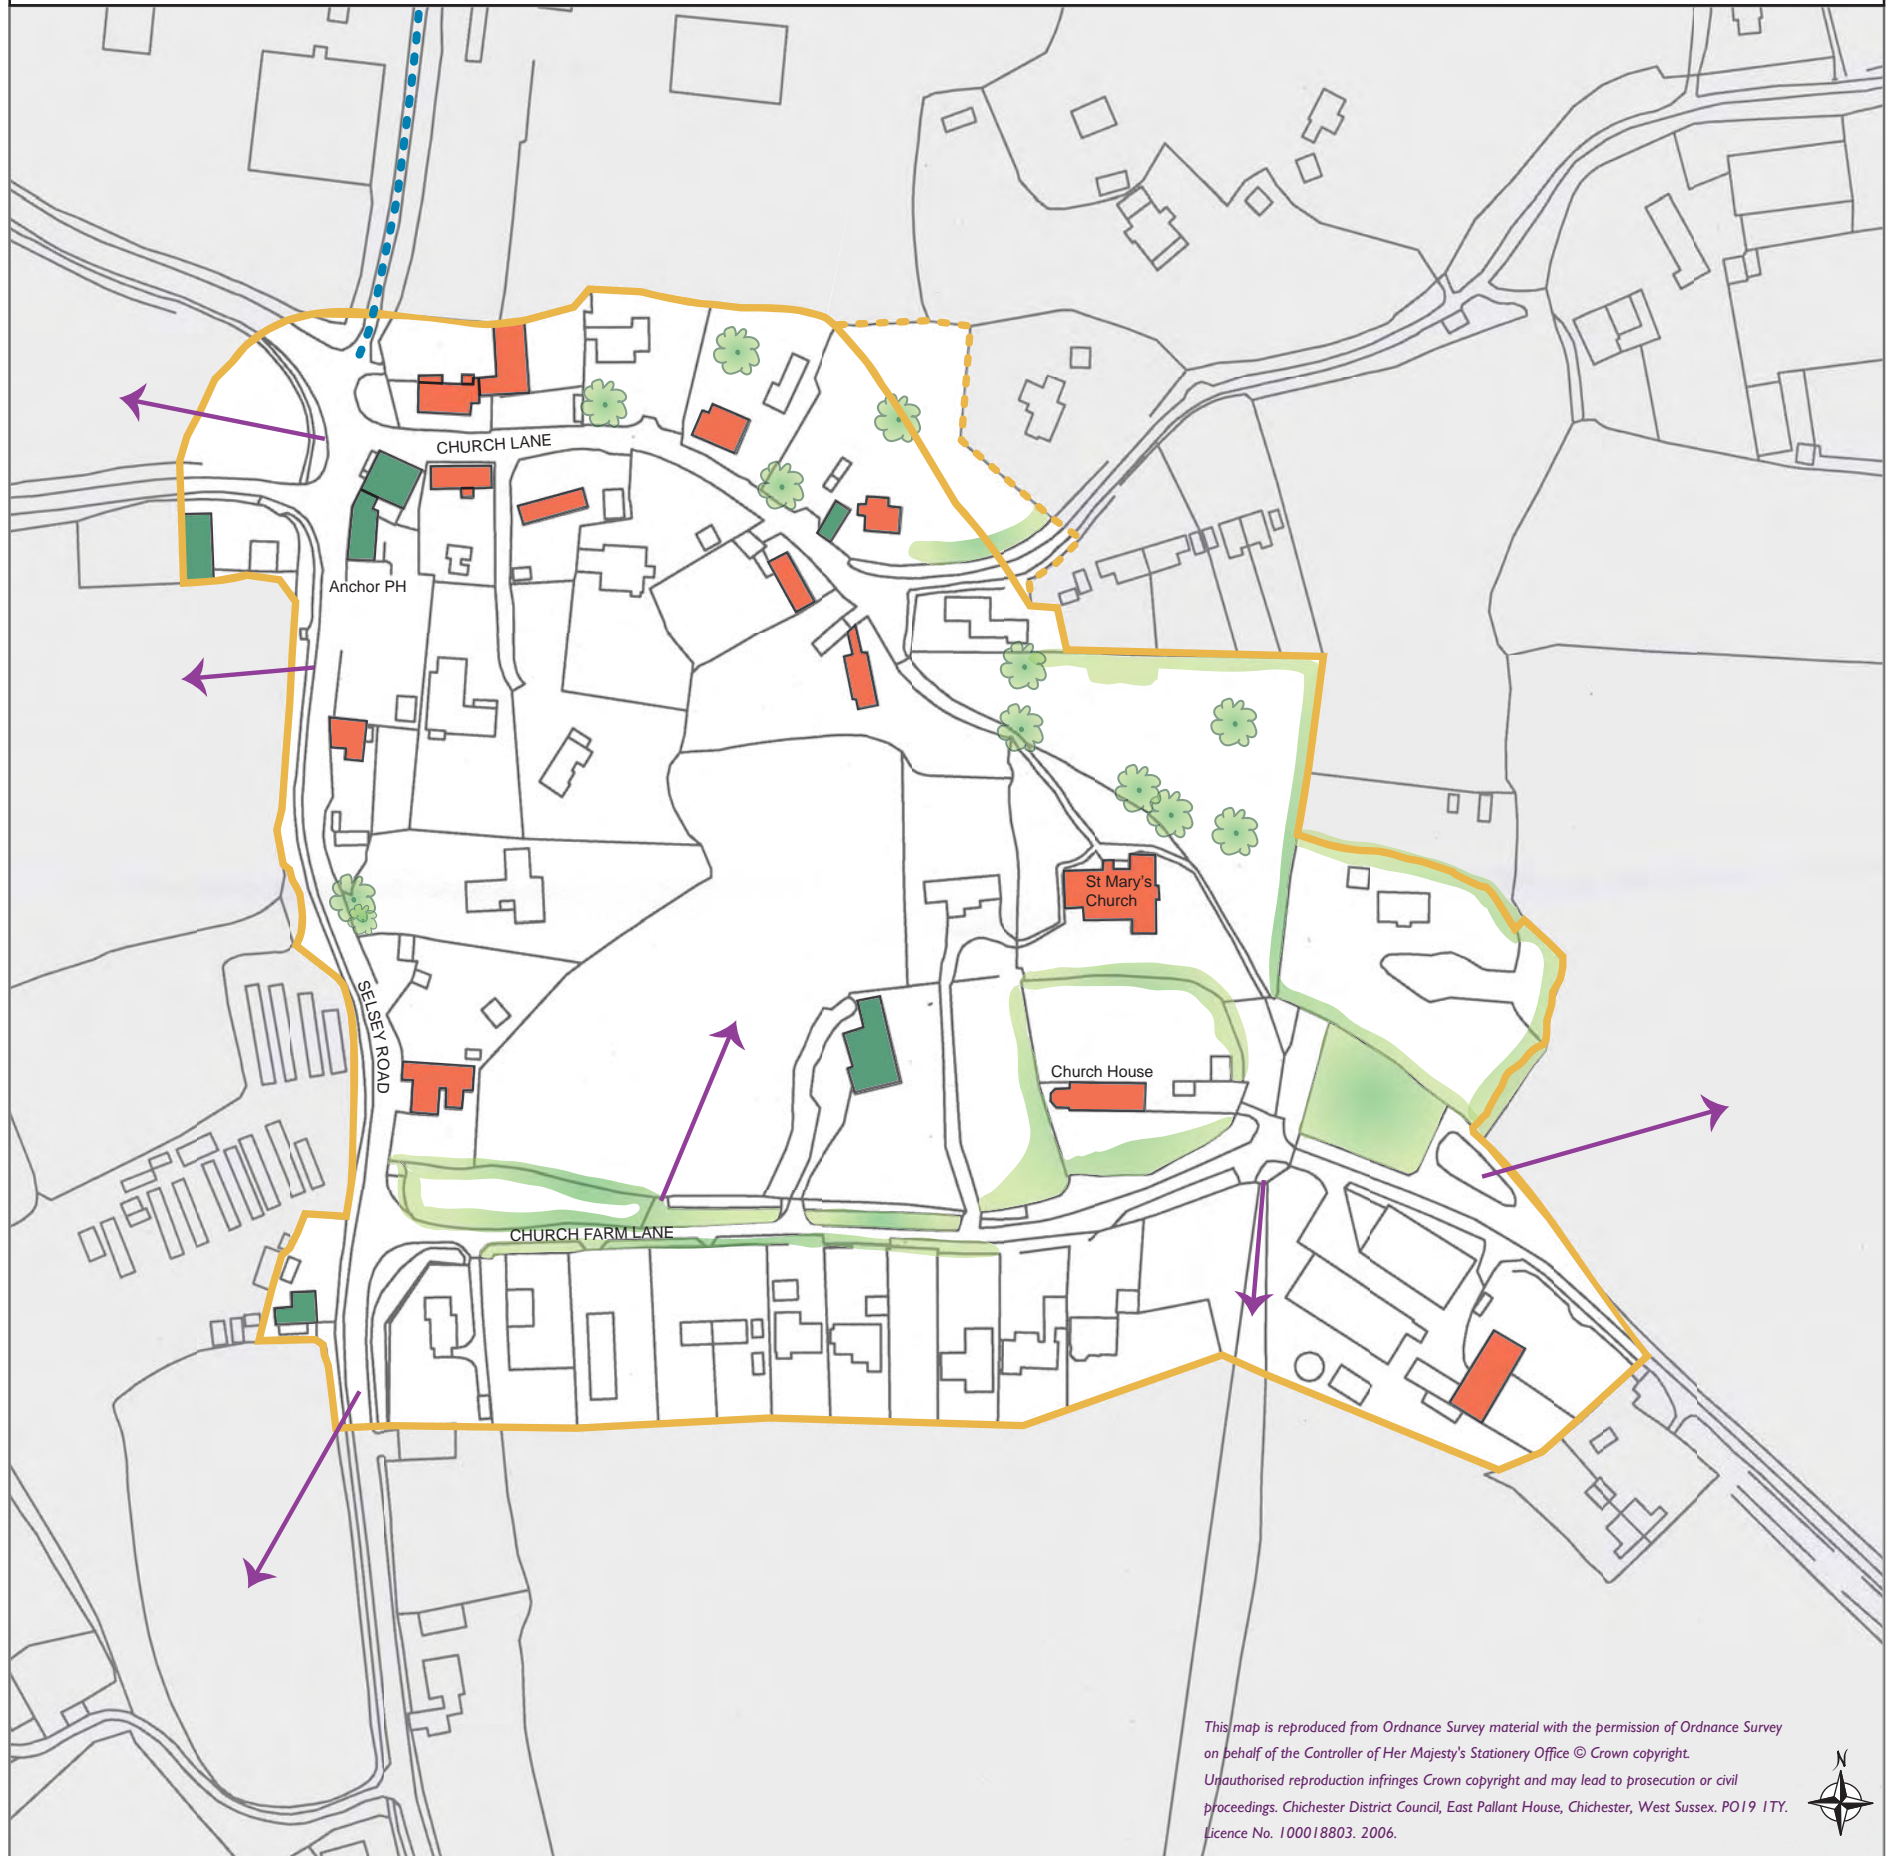 CHURCH LANE
Anchor PH
St Mary's
Church
SELSEY ROAD
Church House
CHURCH FARM LANE
This map is reproduced from Ordnance Survey material with the permission of Ordnance Survey
on behalf of the Controller of Her Majesty's Stationery Office © Crown copyright.
Unauthorised reproduction infringes Crown copyright and may lead to prosecution or civil
proceedings. Chichester District Council, East Pallant House, Chichester, West Sussex. PO19 1TY.
Licence No. 100018803. 2006.
N